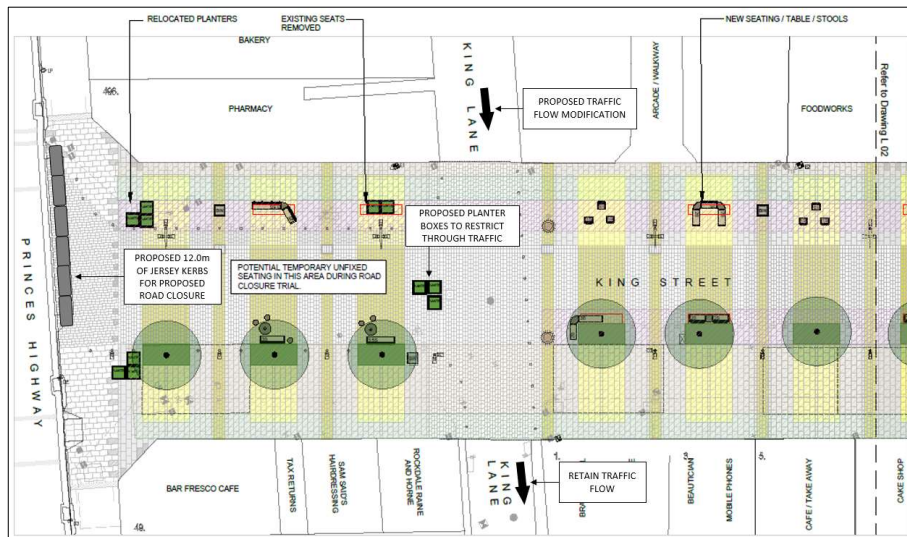 RELOCATED PLANTERS
EXISTING SEATS
REMOVED
NEW SEATING / TABLE / STOOLS
BAKERY
KING LANE
ARCADE / WALKWAY
Refer to Drawing L 02
PROPOSED TRAFFIC
FLOW MODIFICATION
PHARMACY
FOODWORKS
PROPOSED PLANTER
BOXES TO RESTRICT
THROUGH TRAFFIC
PROPOSED 12.0m
OF JERSEY KERBS
FOR PROPOSED
ROAD CLOSURE
POTENTIAL TEMPORARY UNFIXED
SEATING IN THIS AREA DURING ROAD
CLOSURE TRIAL.
KING STREET
PRINCES HIGHWAY
BAR FRESCO CAFE
TAX RETURNS
SAM SAID'S
HAIRDRESSING
ROCKDALE RAINE
AND HORNE
KING
LANE
1.
RETAIN TRAFFIC
FLOW
BEAUTICIAN
MOBILE PHONES
5.
CAFE / TAKE AWAY
CAKE SHOP